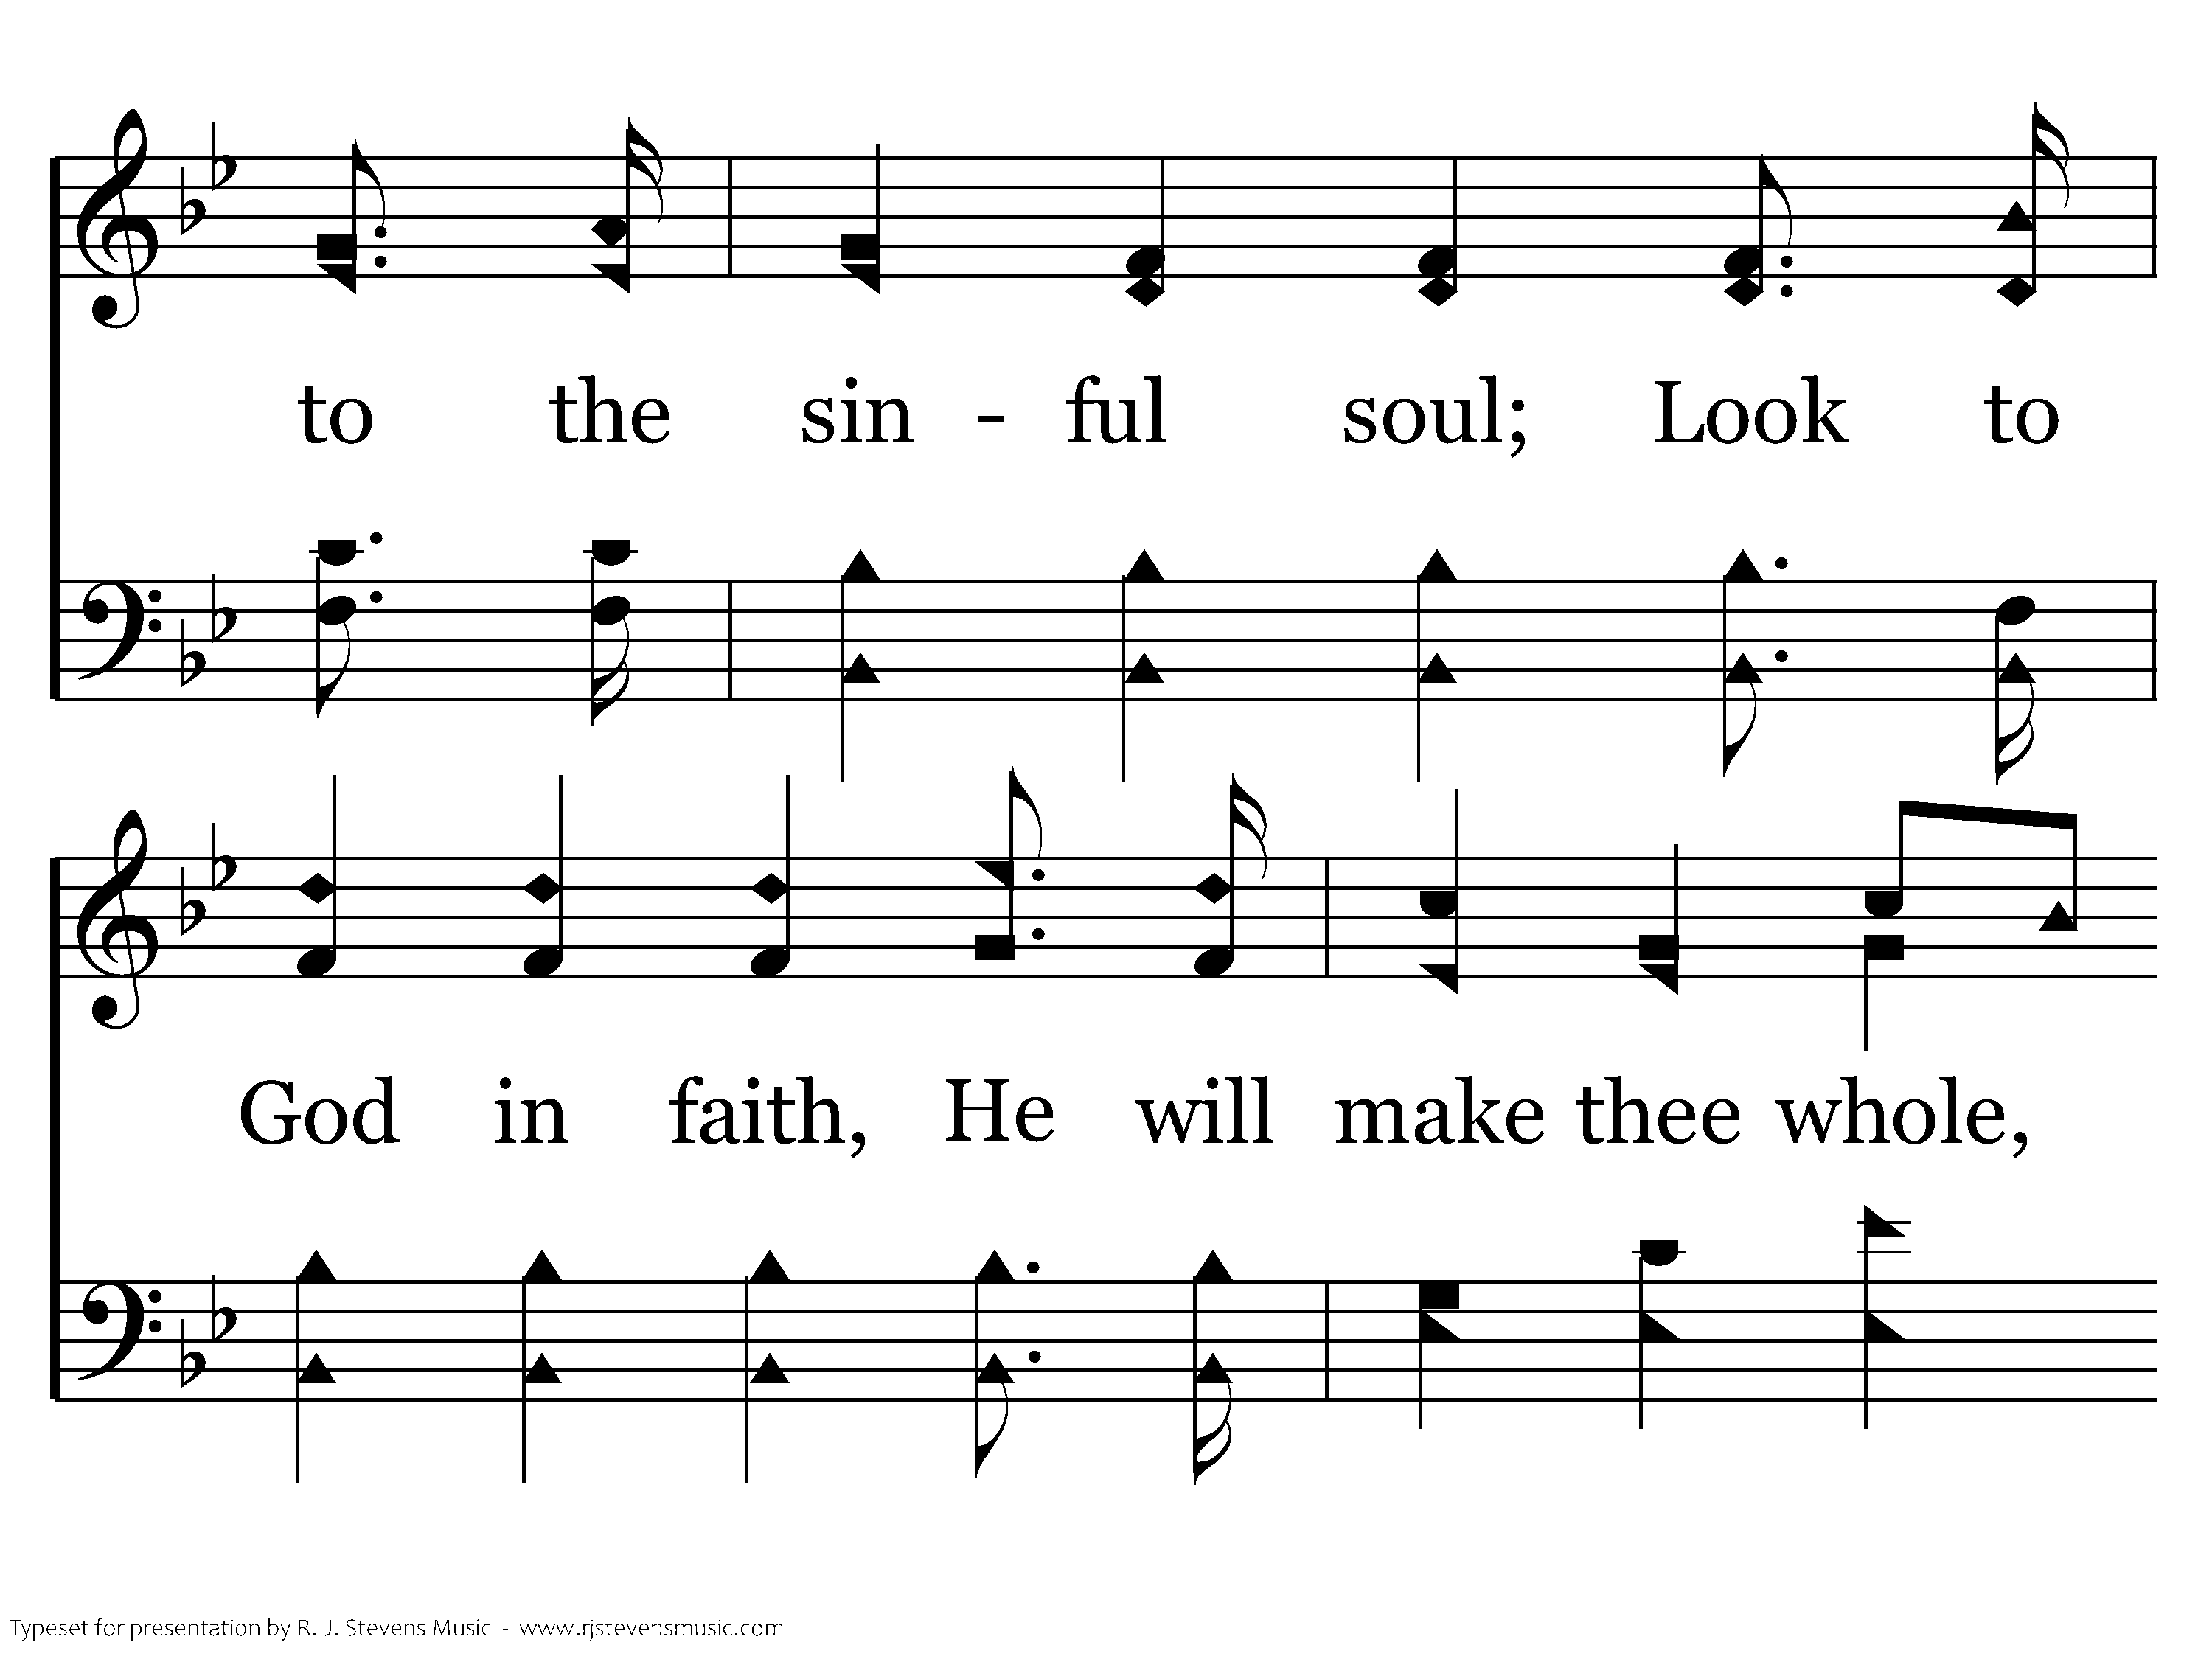 to the sin - ful soul; Look to
God in faith, He will make thee whole,
Typeset for presentation by R. J. Stevens Music - www.rjstevensmusic.com